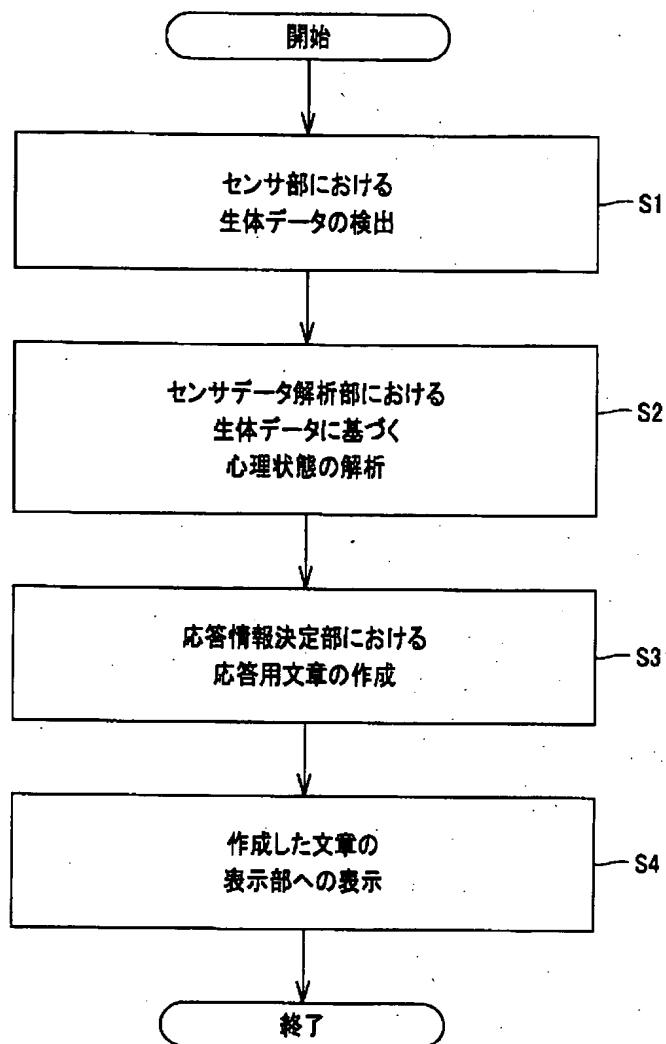 開始
センサ部における
生体データの検出
S1
センサデータ解析部における
生体データに基づく
心理状態の解析
S2
応答情報決定部における
応答用文章の作成
S3
作成した文章の
表示部への表示
S4
終了